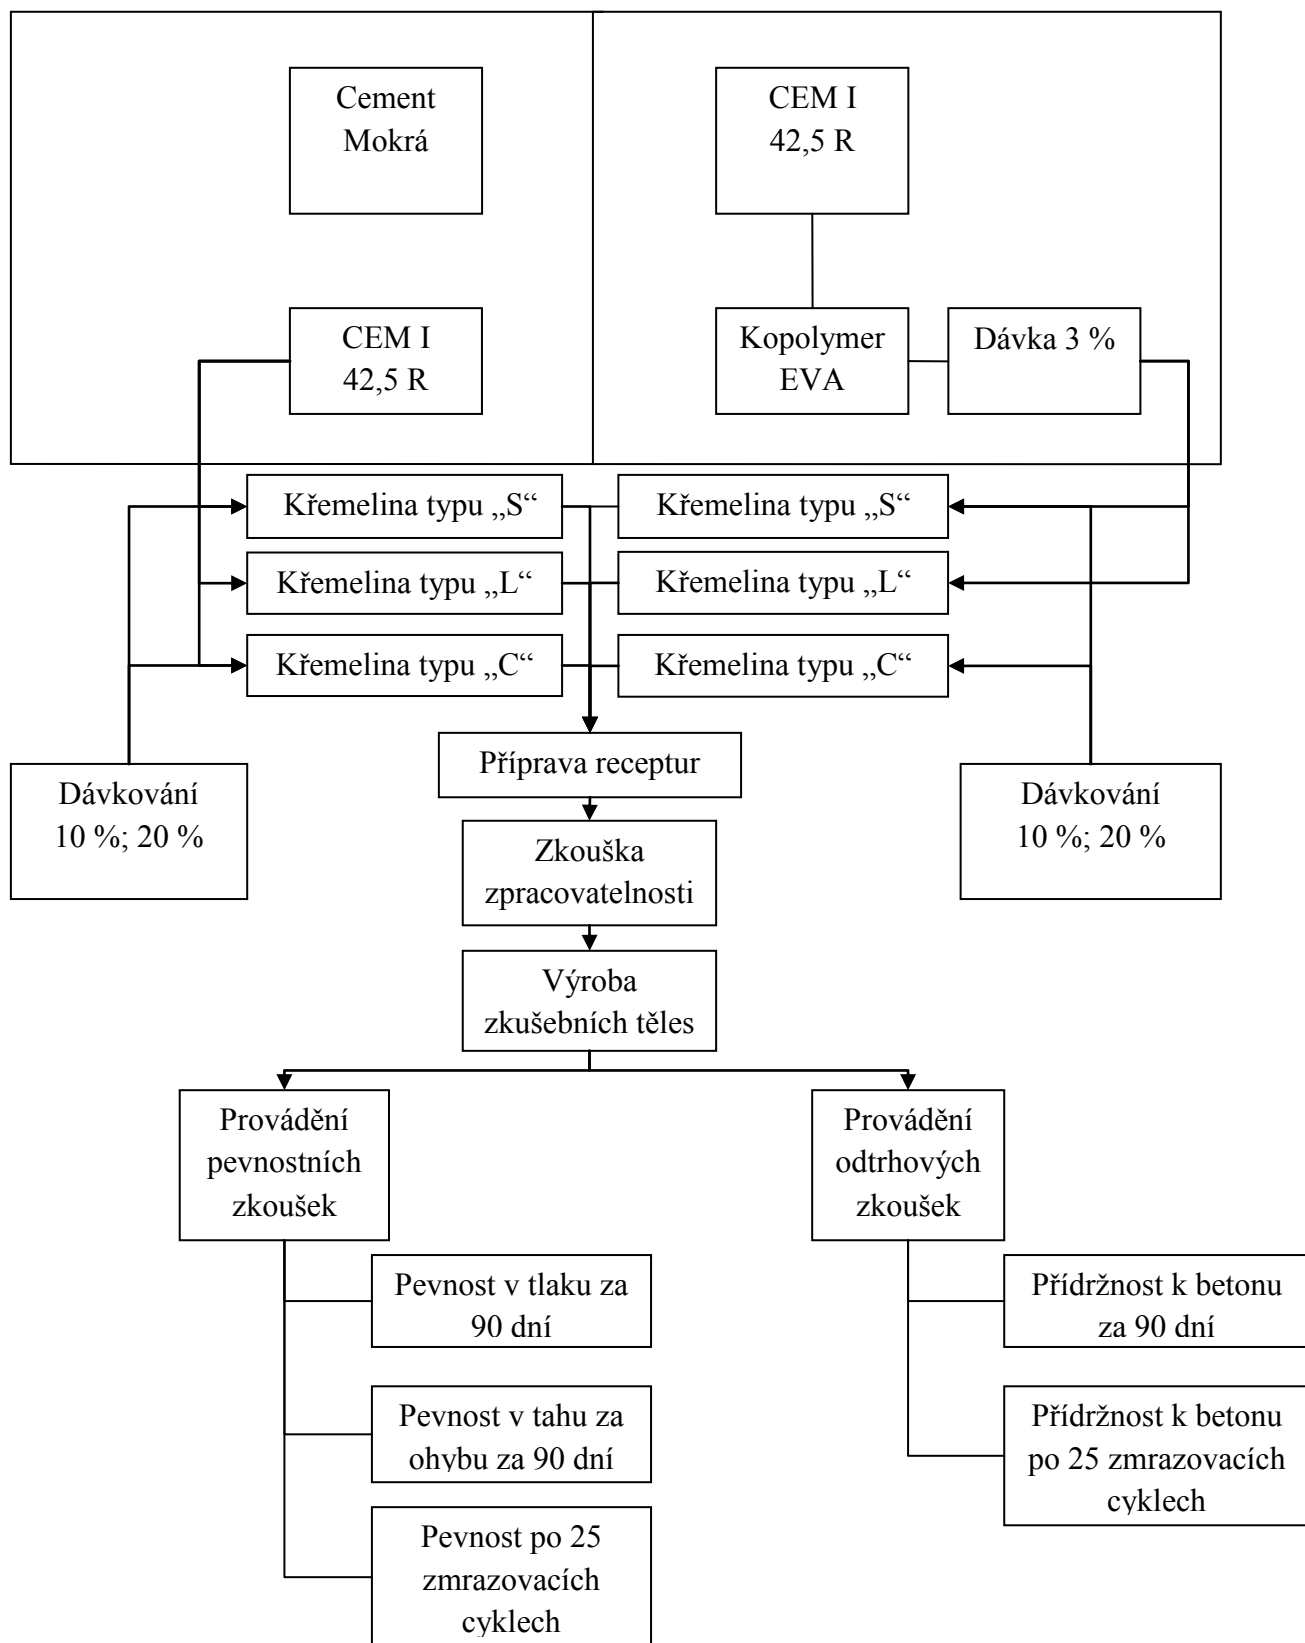 Cement
Mokrá
CEM I
42,5 R
CEM I
42,5 R
Kopolymer
EVA
Dávka 3 %
Křemelina typu „S“
Křemelina typu „S“
Křemelina typu „L“
Křemelina typu „L“
Křemelina typu „C“
Křemelina typu „C“
Příprava receptur
Dávkování
10 %; 20 %
Dávkování
10 %; 20 %
Zkouška
zpracovatelnosti
Výroba
zkušebních těles
Provádění
pevnostních
zkoušek
Provádění
odtrhových
zkoušek
Pevnost v tlaku za
90 dní
Přídržnost k betonu
za 90 dní
Pevnost v tahu za
ohybu za 90 dní
Přídržnost k betonu
po 25 zmrazovacích
cyklech
Pevnost po 25
zmrazovacích
cyklech